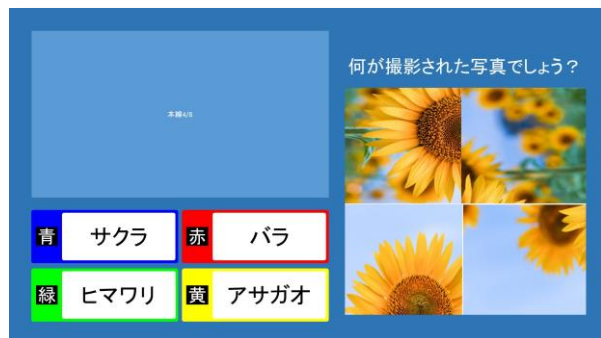 何が撮影された写真でしょう？
青 サクラ
赤 バラ
緑 ヒマワリ
黄 アサガオ